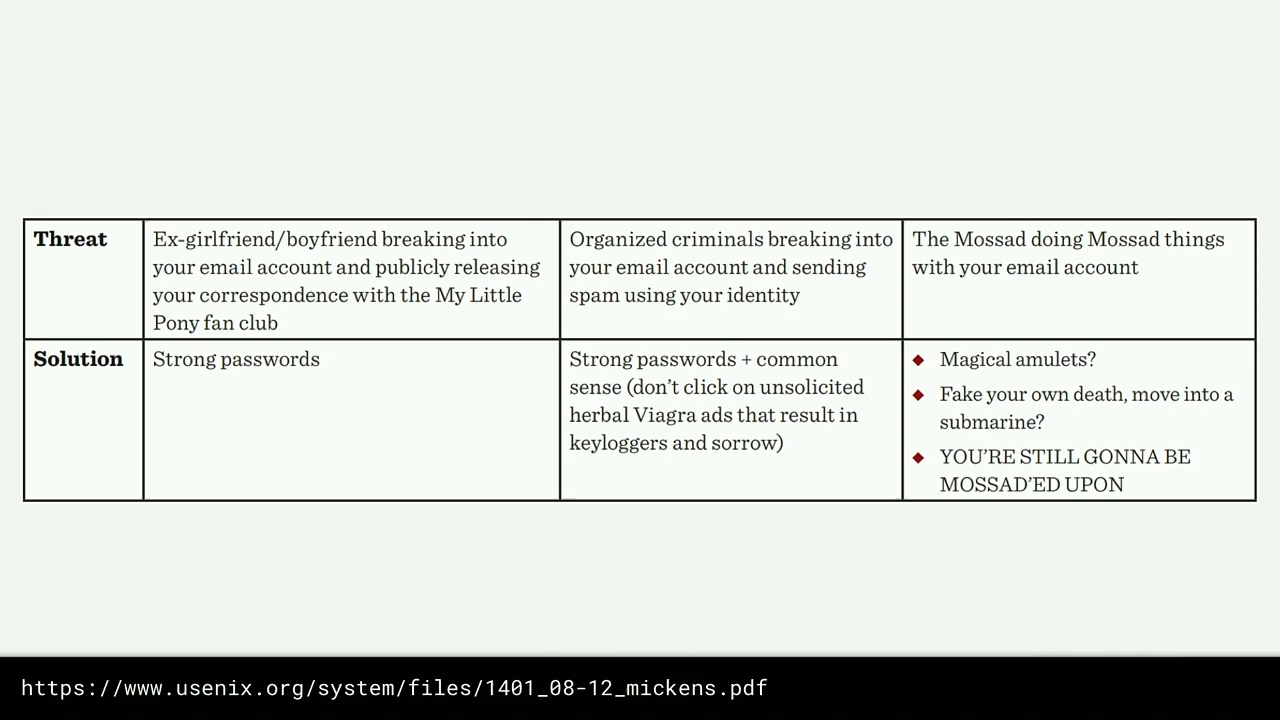 Threat
Ex-girlfriend/boyfriend breaking into
your email account and publicly releasing
your correspondence with the My Little
Pony fan club
Organized criminals breaking into
your email account and sending
spam using your identity
The Mossad doing Mossad things
with your email account
Solution
Strong passwords
Strong passwords + common
sense (don’t click on unsolicited
herbal Viagra ads that result in
keyloggers and sorrow)
◆ Magical amulets?
◆ Fake your own death, move into a
submarine?
◆ YOU’RE STILL GONNA BE
MOSSAD’ED UPON
https://www.usenix.org/system/files/1401_08-12_mickens.pdf